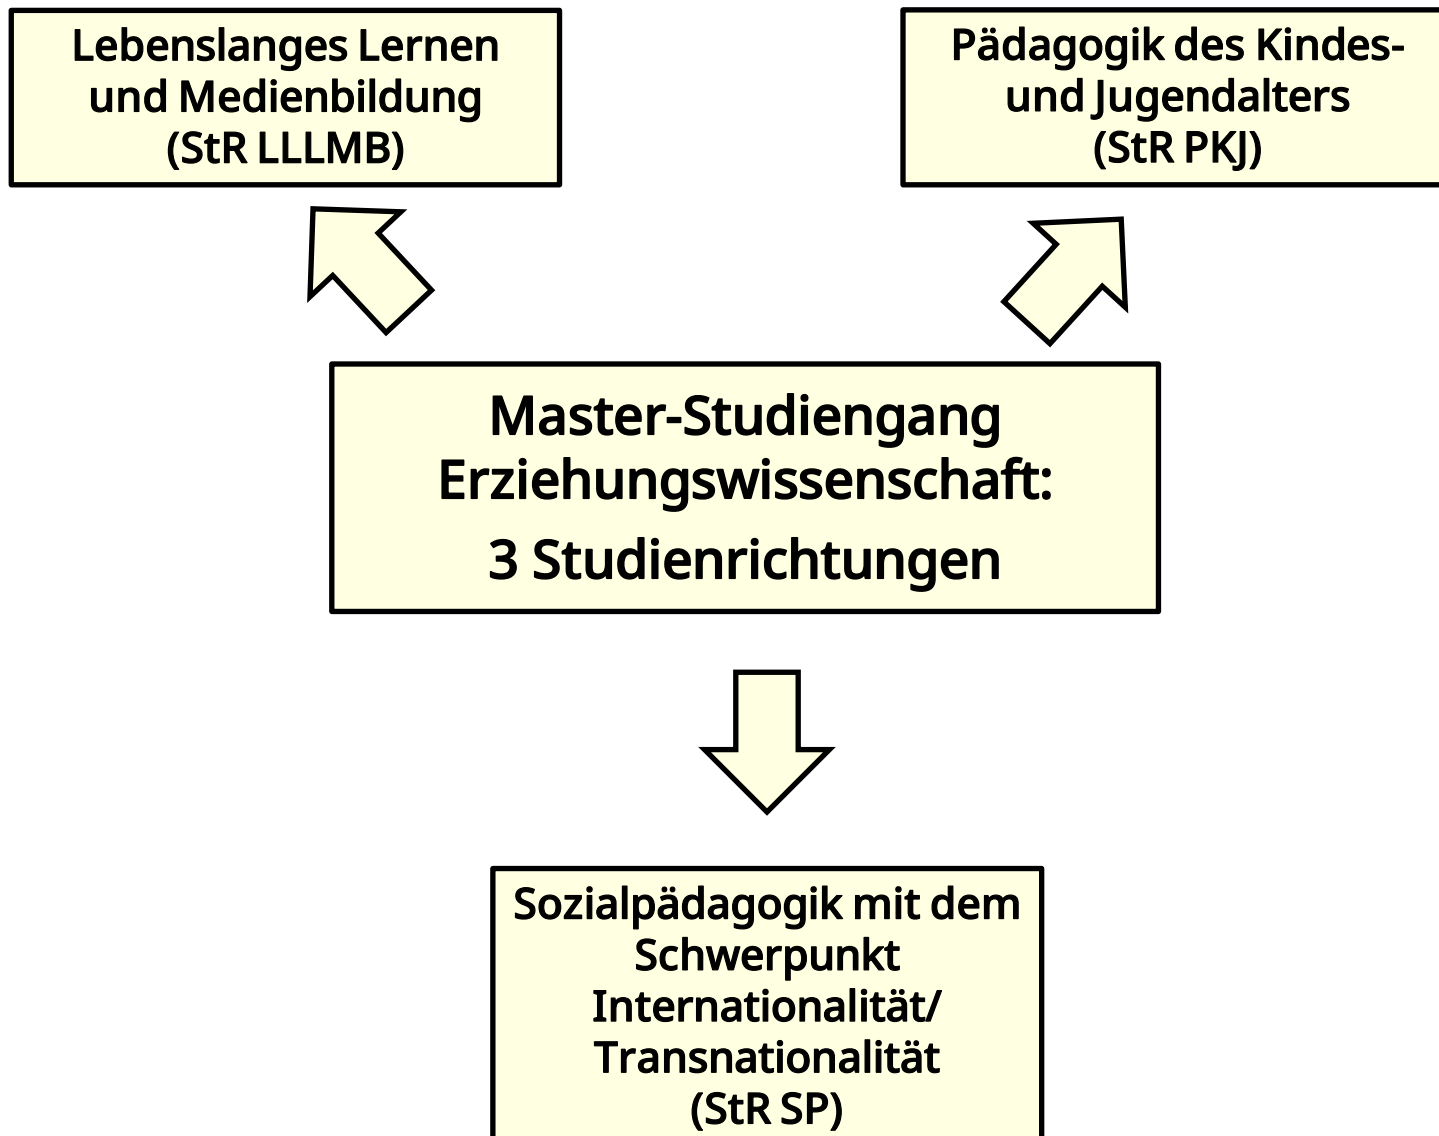 Lebenslanges Lernen
und Medienbildung
(StR LLLMB)
Pädagogik des Kindes-
und Jugendalters
(StR PKJ)
Master-Studiengang
Erziehungswissenschaft:
3 Studienrichtungen
Sozialpädagogik mit dem
Schwerpunkt
Internationalität/
Transnationalität
(StR SP)